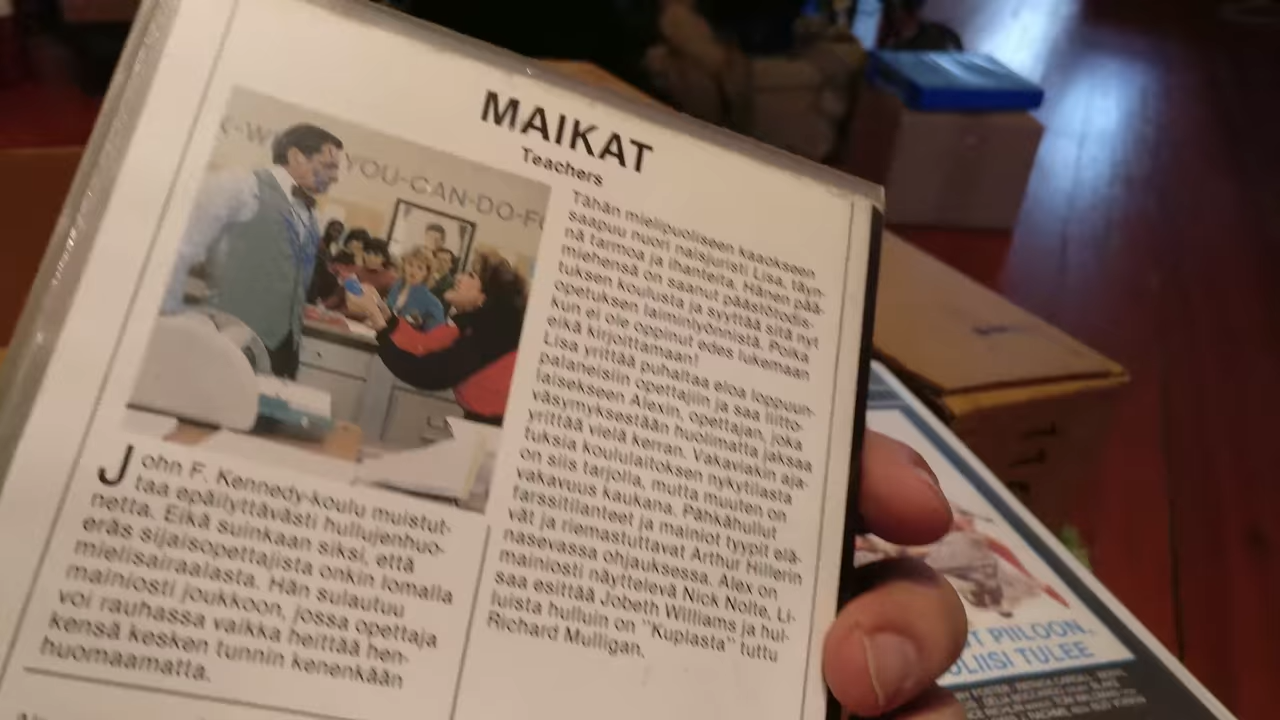 MAIKAT
Teachers
YOU-CAN-DO-F
John F. Kennedy-koulu muistut-
taa epäilyttävästi hullujenhuo-
netta. Eikä suinkaan siksi, että
eräs sijaisopettajista onkin lomalla
mielisairaalasta. Hän sulautuu
mainiosti joukkoon, jossa opettaja
voi rauhassa vaikka heittää hen-
kensä kesken tunnin kenenkään
huomaamatta.
Tähän mielipuoliseen kaaokseen
saapuu nuori naisjuristi Lisa, täyn-
nä tarmoa ja ihanteita. Hänen pää-
miehensä on saanut päästötodis-
tuksen koulusta ja syyttää sitä nyt
opetuksen laiminlyönnistä. Poika
kun ei ole oppinut edes lukemaan
eikä kirjoittamaan!
Lisa yrittää puhaltaa eloa loppuun-
palaneisiin opettajiin ja saa liitto-
laisekseen Alexin, opettajan, joka
väsymyksestään huolimatta jaksaa
yrittää vielä kerran. Vakaviakin aja-
tuksia koululaitoksen nykytilasta
on siis tarjolla, mutta muuten on
vakavuus kaukana. Pähkähullut
farssitilanteet ja mainiot tyypit elä-
vät ja riemastuttavat Arthur Hillerin
näsevässä ohjauksessa. Alex on
mainiosti näyttelevä Nick Nolte, Li-
saa esittää Jobeth Williams ja hul-
luista hulluin on "Kuplasta" tuttu
Richard Mulligan.
T PIILOON,
OLIISI TULEE